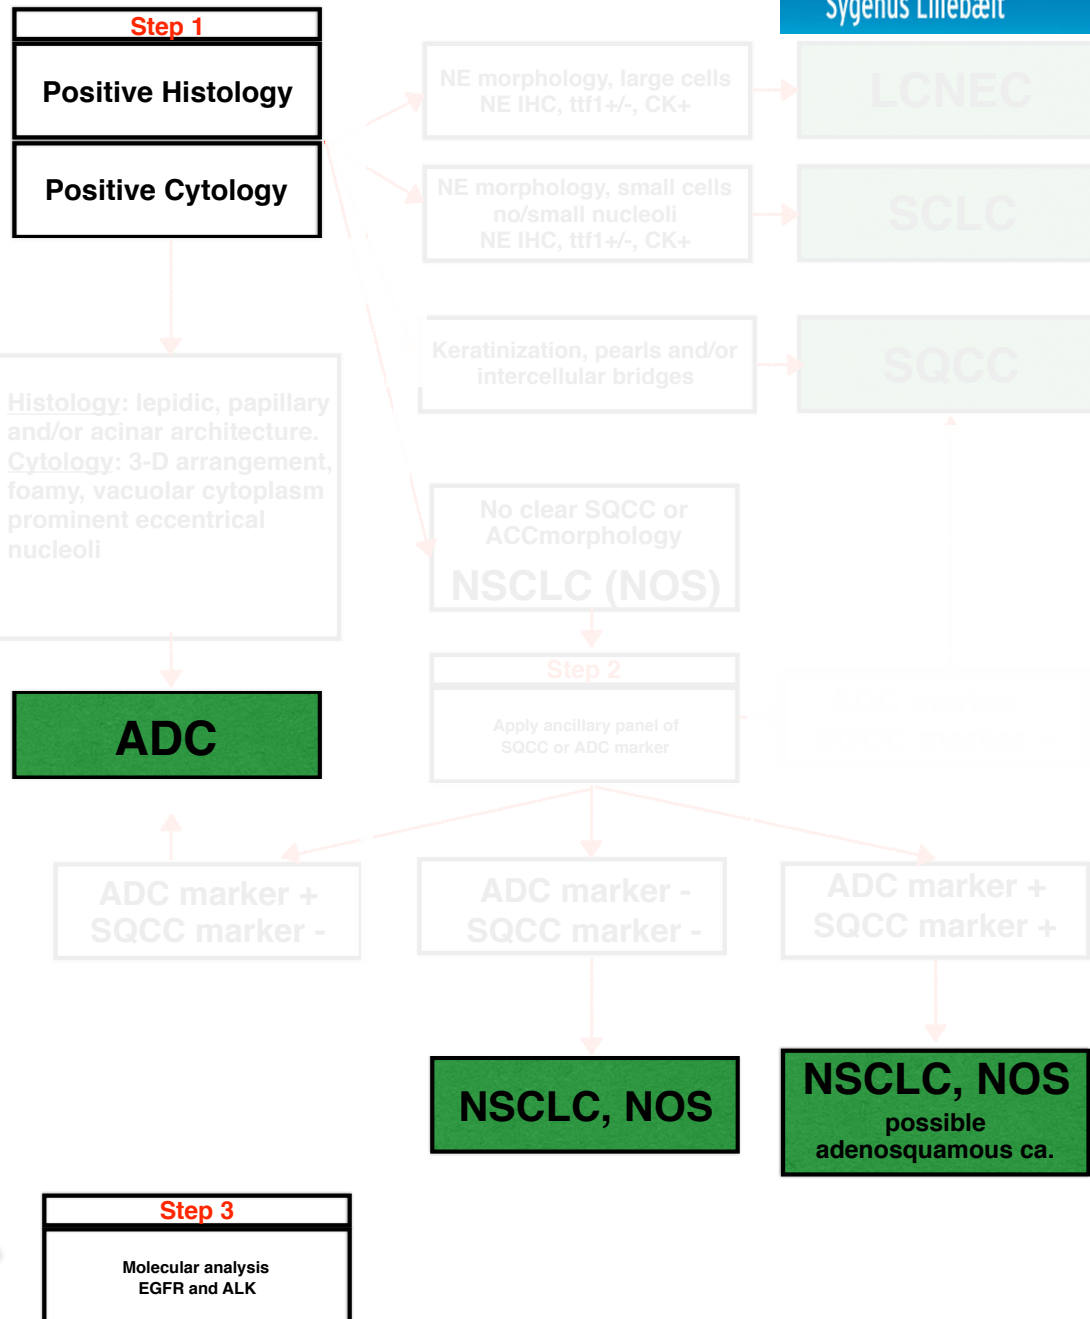 Sygehus Lillebælt
Step 1
Positive Histology
Positive Cytology
NE morphology, large cells
NE IHC, ttf1+/-, CK+
LCNEC
NE morphology, small cells
no/small nucleoli
NE IHC, ttf1+/-, CK+
SCLC
Keratinization, pearls and/or
intercellular bridges
SQCC
Histology: lepidic, papillary
and/or acinar architecture.
Cytology: 3-D arrangement,
foamy, vacuolar cytoplasm
prominent eccentrical
nucleoli
No clear SQCC or
ACCmorphology
NSCLC (NOS)
Step 2
Apply ancillary panel of
SQCC or ADC marker
ADC
ADC marker +
SQCC marker -
ADC marker -
SQCC marker -
ADC marker +
SQCC marker +
NSCLC, NOS
NSCLC, NOS
possible
adenosquamous ca.
Step 3
Molecular analysis
EGFR and ALK